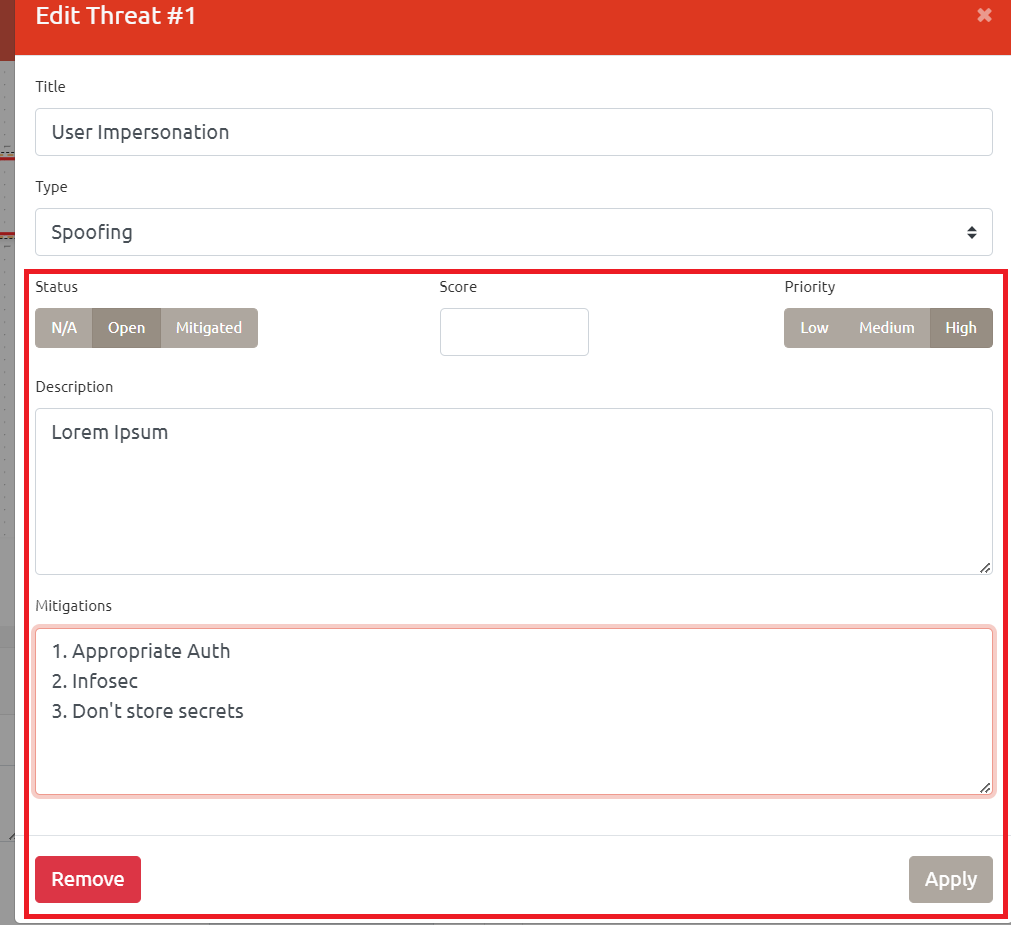 Edit Threat #1
Title
User Impersonation
Type
Spoofing
Status Score Priority
N/A Open Mitigated Low Medium High
Description
Lorem Ipsum
Mitigations
1. Appropriate Auth
2. Infosec
3. Don't store secrets
Remove Apply